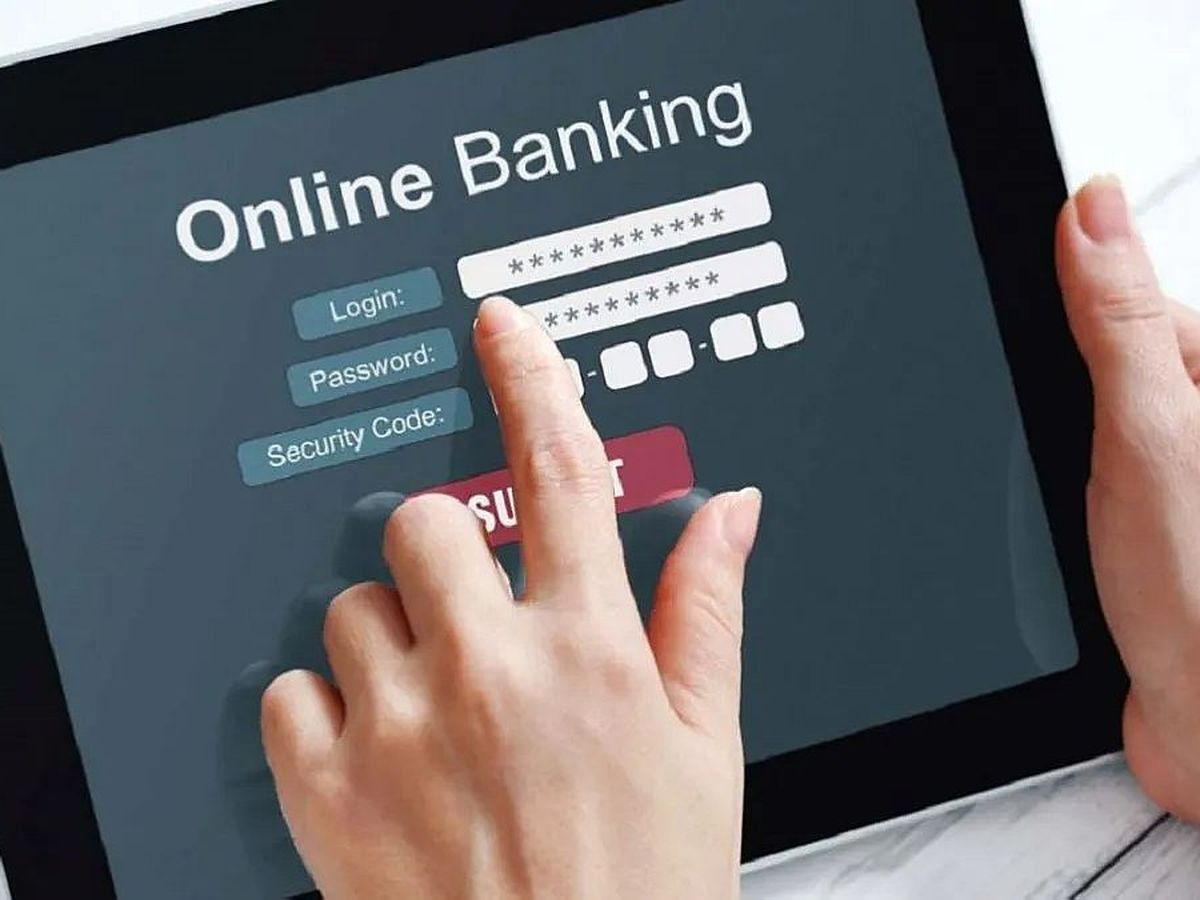 Online Banking
Login: ***********
Password: *********
Security Code: - -